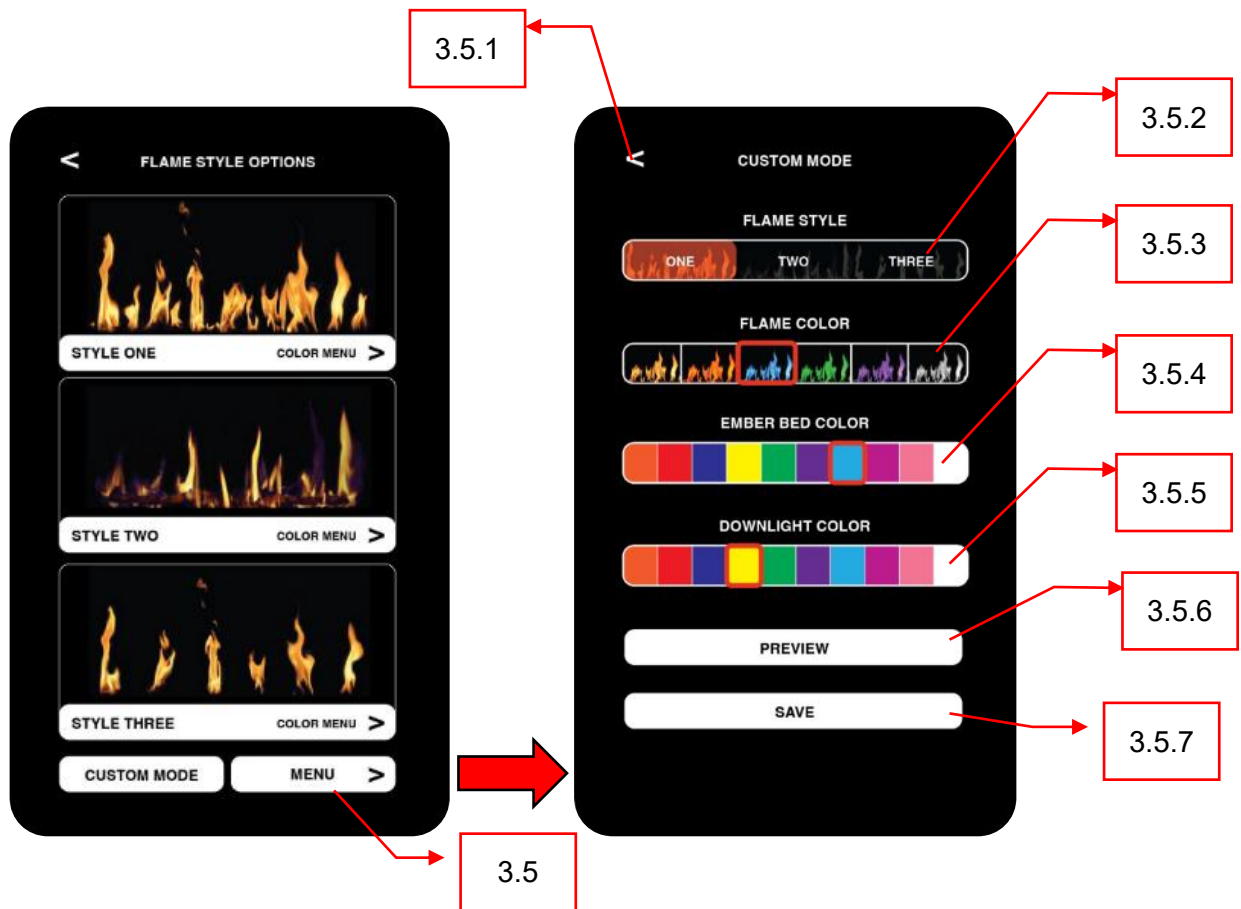 3.5.1
3.5.2
< FLAME STYLE OPTIONS
STYLE ONE COLOR MENU >
STYLE TWO COLOR MENU >
STYLE THREE COLOR MENU >
CUSTOM MODE MENU >
3.5
< CUSTOM MODE
FLAME STYLE
ONE TWO THREE
FLAME COLOR
3.5.3
EMBER BED COLOR
3.5.4
DOWNLIGHT COLOR
3.5.5
PREVIEW
3.5.6
SAVE
3.5.7